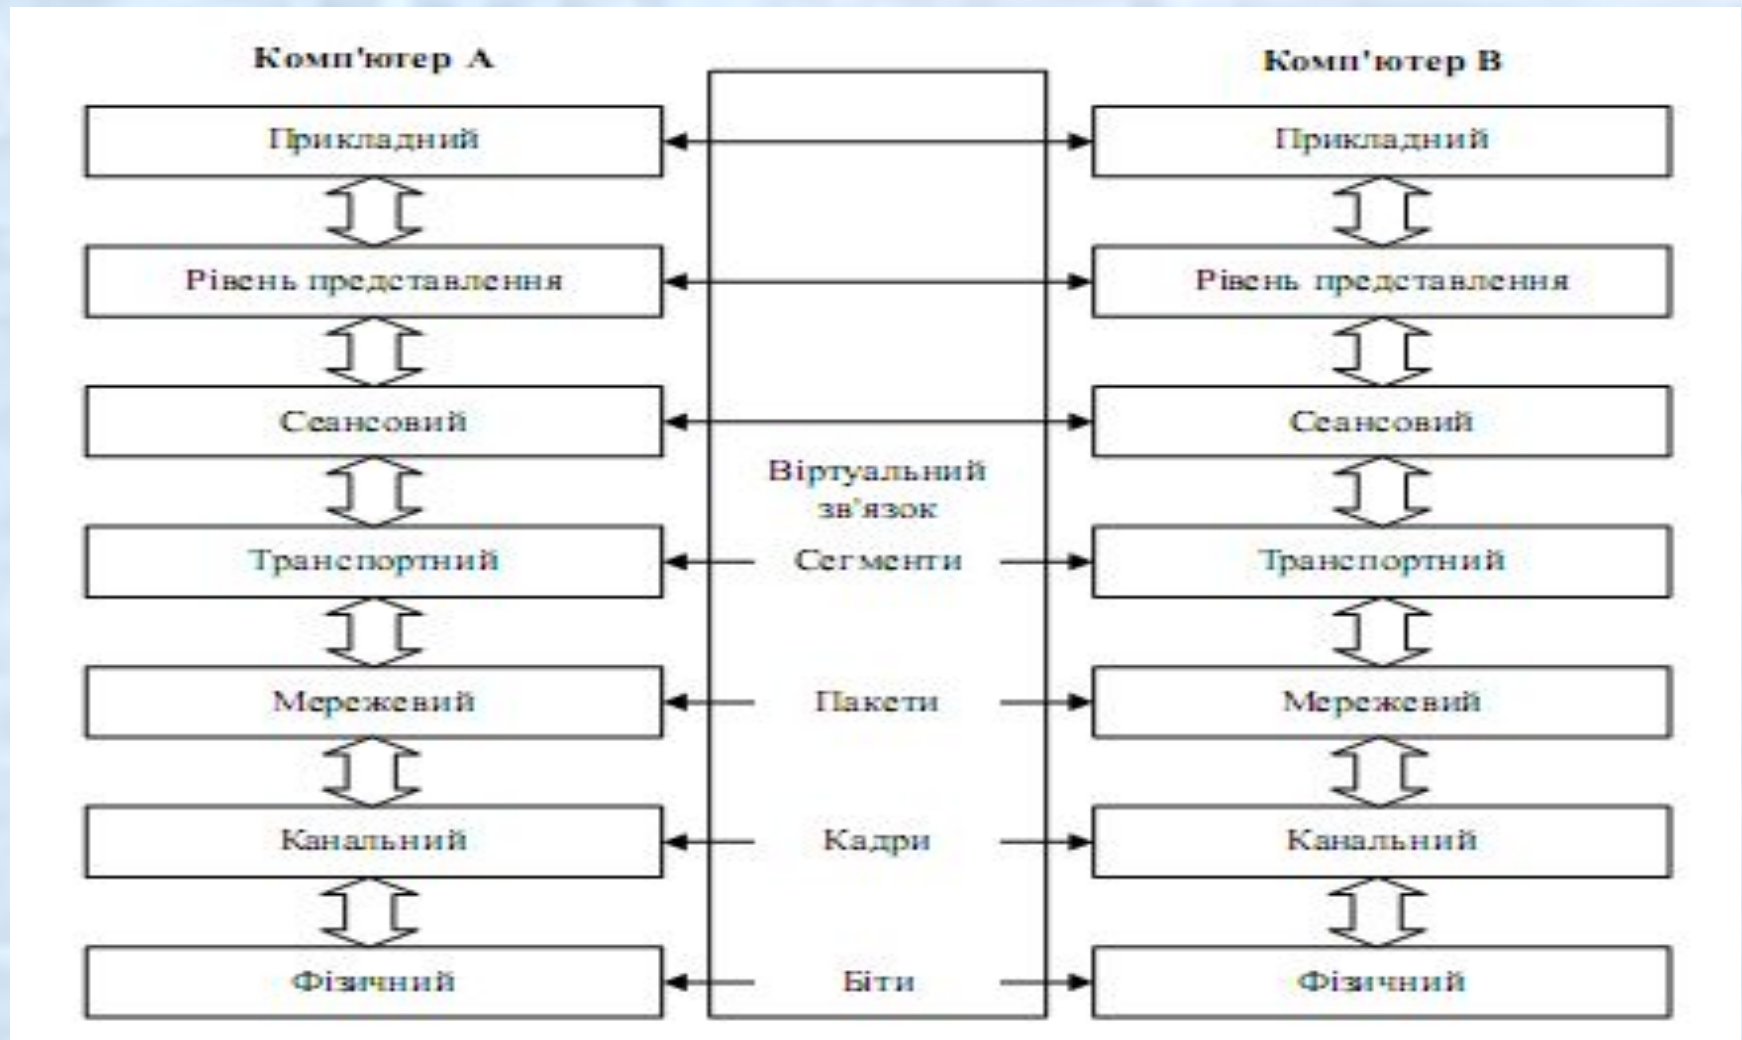 Комп'ютер А
Комп'ютер В
Прикладний
Прикладний
Рівень представлення
Рівень представлення
Сеансовий
Сеансовий
Віртуальний
зв'язок
Транспортний
Сегменти
Транспортний
Мережевий
Пакети
Мережевий
Канальний
Кадри
Канальний
Фізичний
Біти
Фізичний